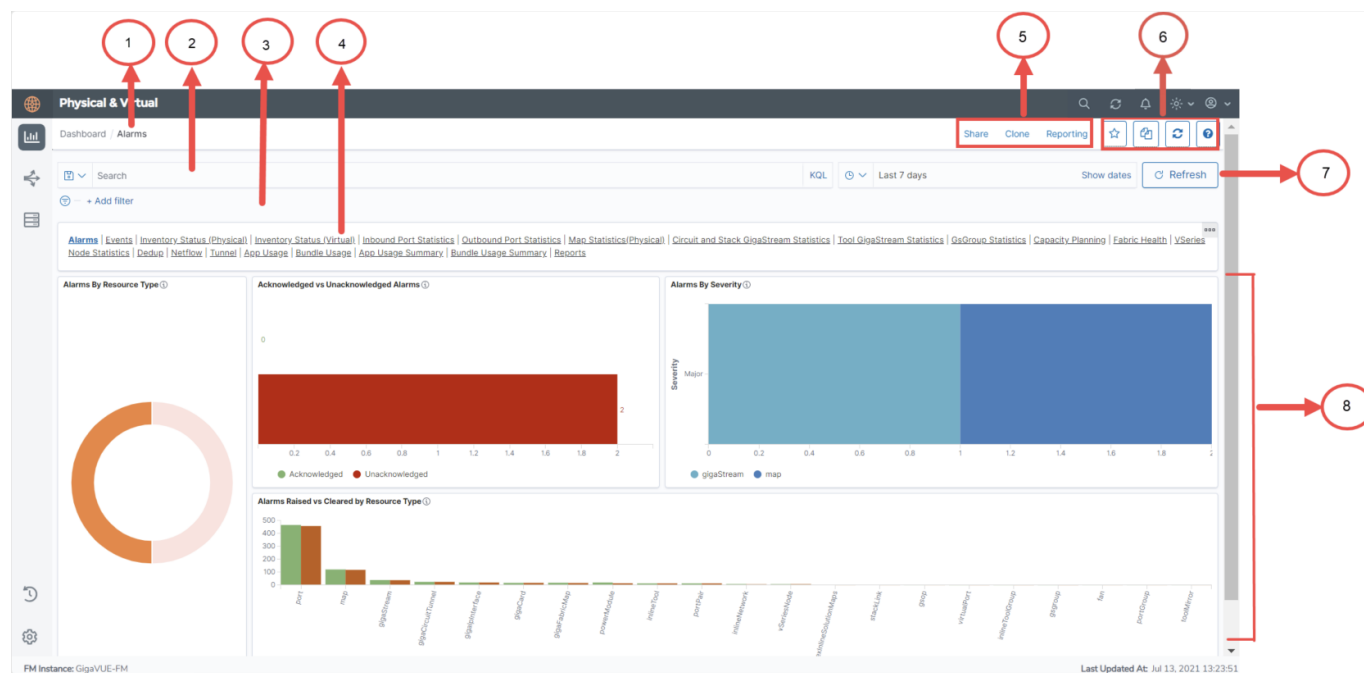 1
2
3
4
5
6
Physical & Virtual
Dashboard / Alarms
Share Clone Reporting
Search KQL Last 7 days Show dates Refresh
7
+ Add filter
Alarms | Events | Inventory Status (Physical) | Inventory Status (Virtual) | Inbound Port Statistics | Outbound Port Statistics | Map Statistics(Physical) | Circuit and Stack GigaStream Statistics | Tool GigaStream Statistics | GsGroup Statistics | Capacity Planning | Fabric Health | VSeries
Node Statistics | Dedup | Netflow | Tunnel | App Usage | Bundle Usage | App Usage Summary | Bundle Usage Summary | Reports
Alarms By Resource Type
Acknowledged vs Unacknowledged Alarms
0
2
0.2 0.4 0.6 0.8 1 1.2 1.4 1.6 1.8 2
Acknowledged Unacknowledged
Alarms By Severity
Severity
Major
0 0.2 0.4 0.6 0.8 1 1.2 1.4 1.6 1.8 2
gigaStream map
8
Alarms Raised vs Cleared by Resource Type
500
400
300
200
100
0
port
map
gigaStream
gigaCircuitTunnel
gigaIpInterface
gigaCard
gigaFabricMap
powerModule
inlineTool
portPair
inlineNetwork
vSeriesNode
exInlineSolutionMaps
stackLink
gsop
virtualPort
inlineToolGroup
gsgroup
fan
portGroup
toolMirror
FM Instance: GigaVUE-FM
Last Updated At: Jul 13, 2021 13:23:51